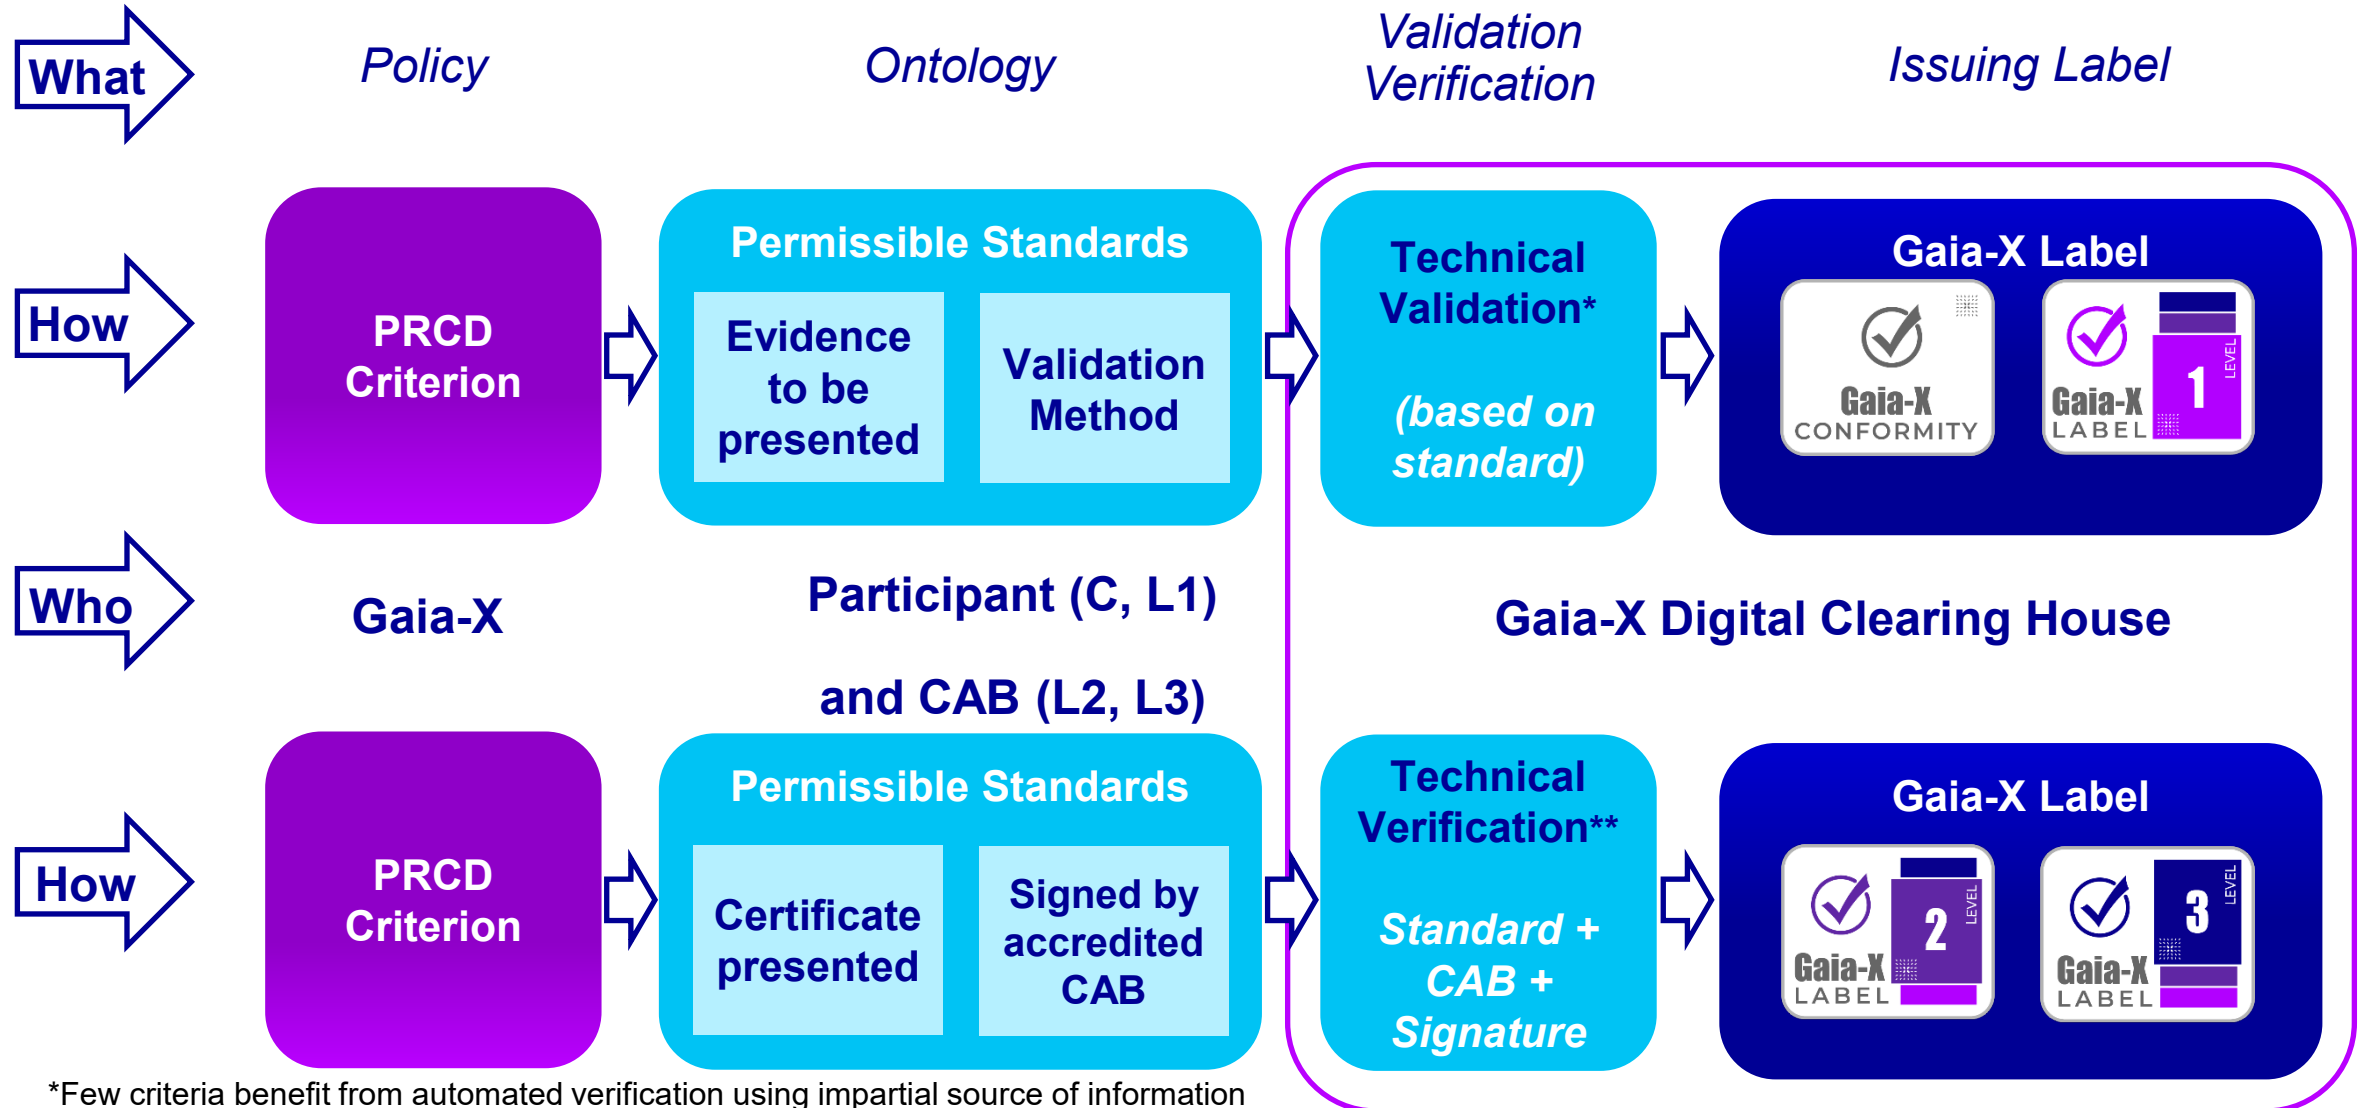 What
Policy
Ontology
Validation
Verification
Issuing Label
How
PRCD
Criterion
Permissible Standards
Evidence
to be
presented
Validation
Method
Technical
Validation*
(based on
standard)
Gaia-X Label
Gaia-X
CONFORMITY
Gaia-X
LABEL
1
LEVEL
Who
Gaia-X
Participant (C, L1)
and CAB (L2, L3)
Gaia-X Digital Clearing House
How
PRCD
Criterion
Permissible Standards
Certificate
presented
Signed by
accredited
CAB
Technical
Verification**
Standard +
CAB +
Signature
Gaia-X Label
Gaia-X
LABEL
2
LEVEL
Gaia-X
LABEL
3
LEVEL
*Few criteria benefit from automated verification using impartial source of information